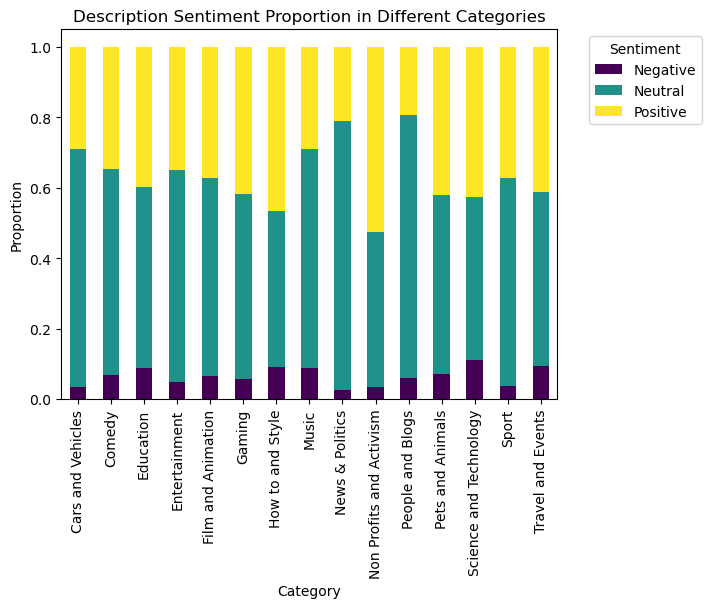 Description Sentiment Proportion in Different Categories
Sentiment
Negative
Neutral
Positive
Proportion
1.0
0.8
0.6
0.4
0.2
0.0
Cars and Vehicles
Comedy
Education
Entertainment
Film and Animation
Gaming
How to and Style
Music
News & Politics
Non Profits and Activism
People and Blogs
Pets and Animals
Science and Technology
Sport
Travel and Events
Category